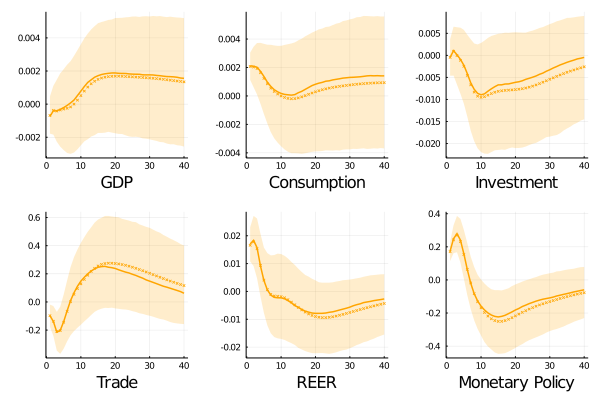 0.004
0.002
0.000
-0.002
0 10 20 30 40
GDP
0.004
0.002
0.000
-0.002
-0.004
0 10 20 30 40
Consumption
0.005
0.000
-0.005
-0.010
-0.015
-0.020
0 10 20 30 40
Investment
0.6
0.4
0.2
0.0
-0.2
0 10 20 30 40
Trade
0.02
0.01
0.00
-0.01
-0.02
0 10 20 30 40
REER
0.4
0.2
0.0
-0.2
-0.4
0 10 20 30 40
Monetary Policy